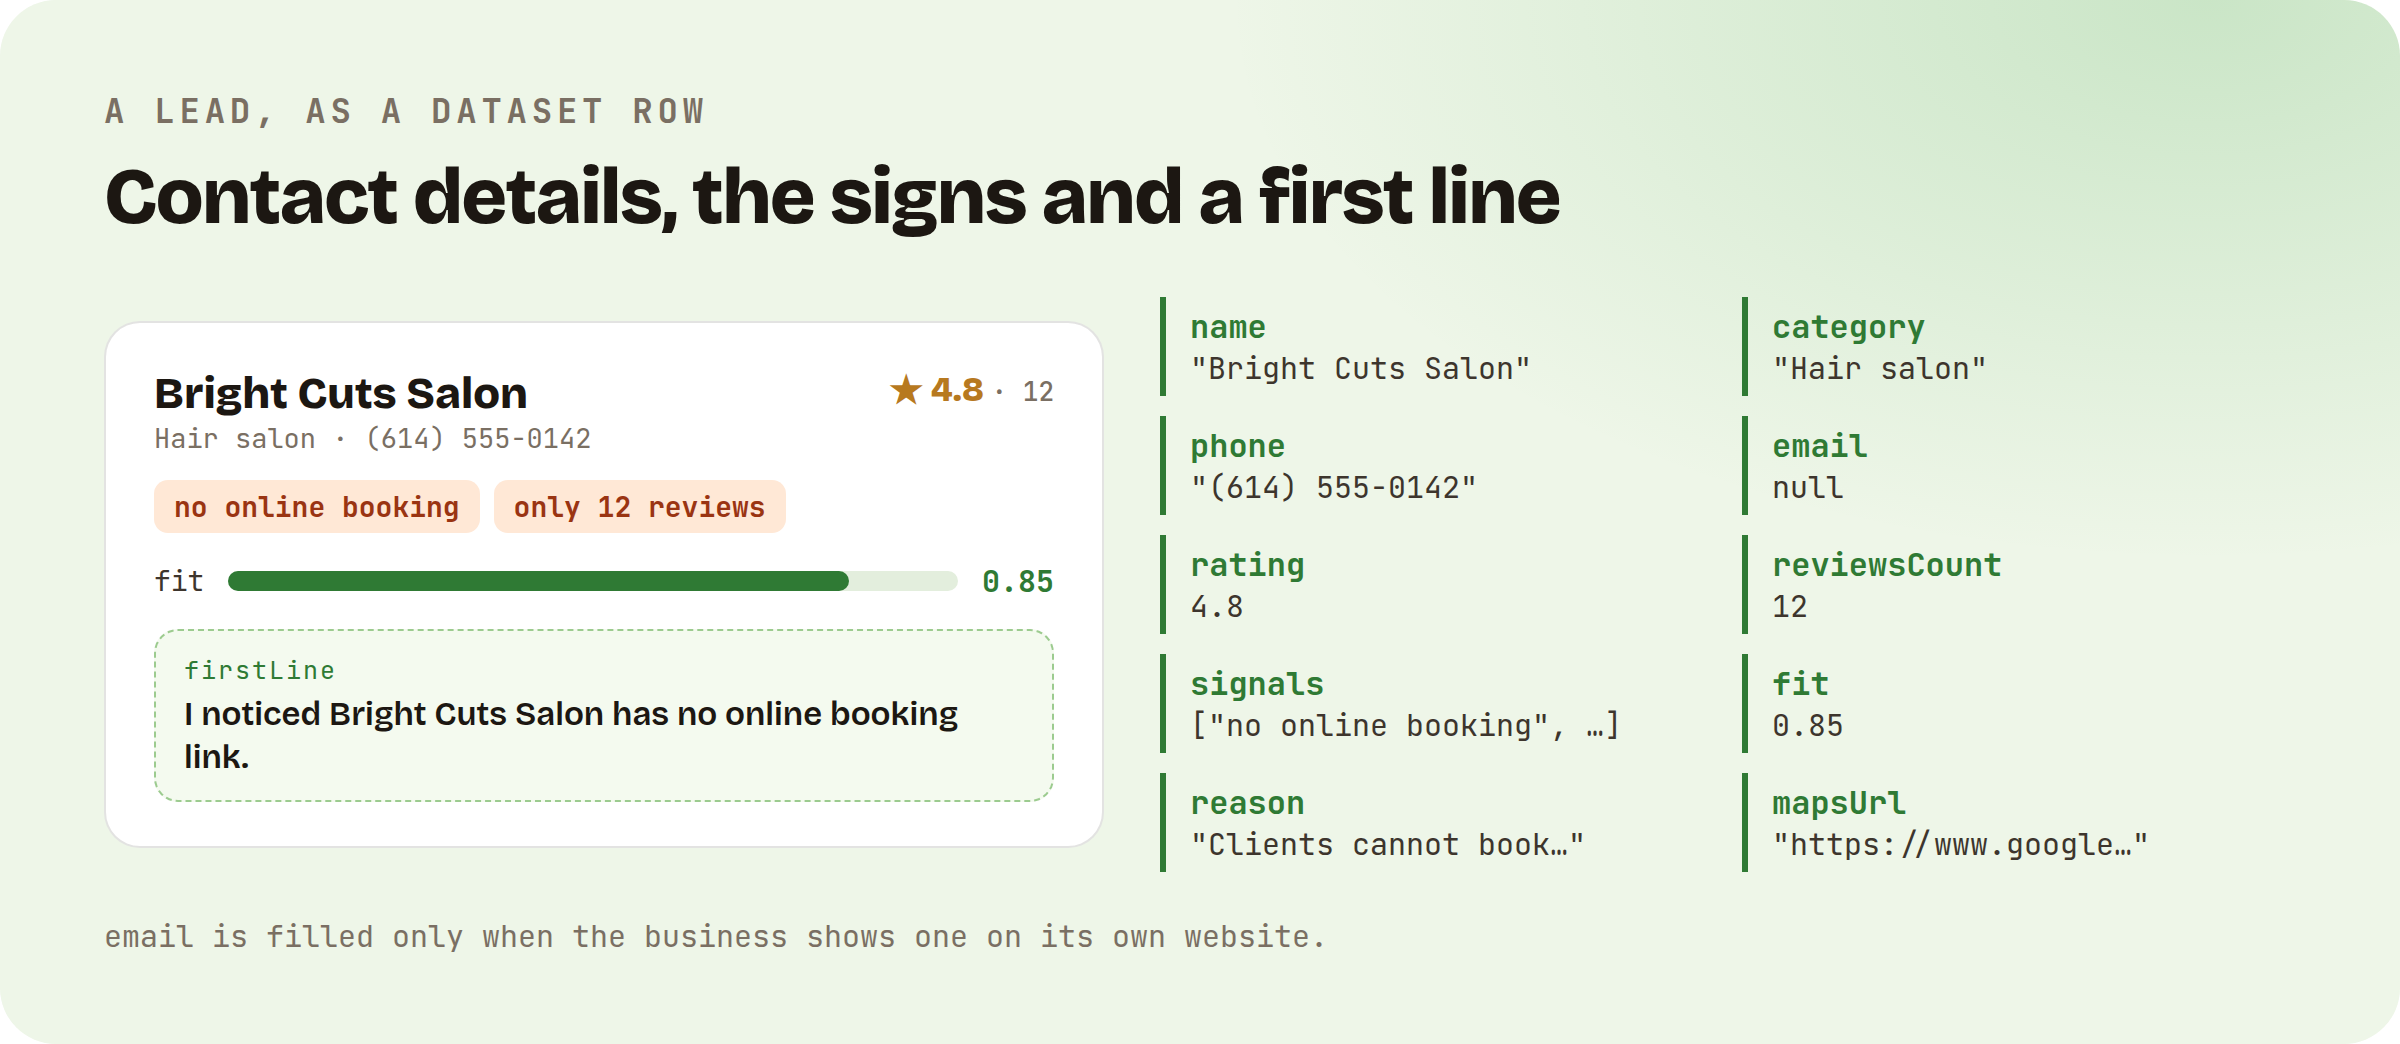 A LEAD, AS A DATASET ROW
Contact details, the signs and a first line
Bright Cuts Salon
★ 4.8 · 12
Hair salon · (614) 555-0142
no online booking
only 12 reviews
fit 0.85
firstLine
I noticed Bright Cuts Salon has no online booking
link.
name
"Bright Cuts Salon"
category
"Hair salon"
phone
"(614) 555-0142"
email
null
rating
4.8
reviewsCount
12
signals
["no online booking", …]
fit
0.85
reason
"Clients cannot book…"
mapsUrl
"https://www.google…"
email is filled only when the business shows one on its own website.